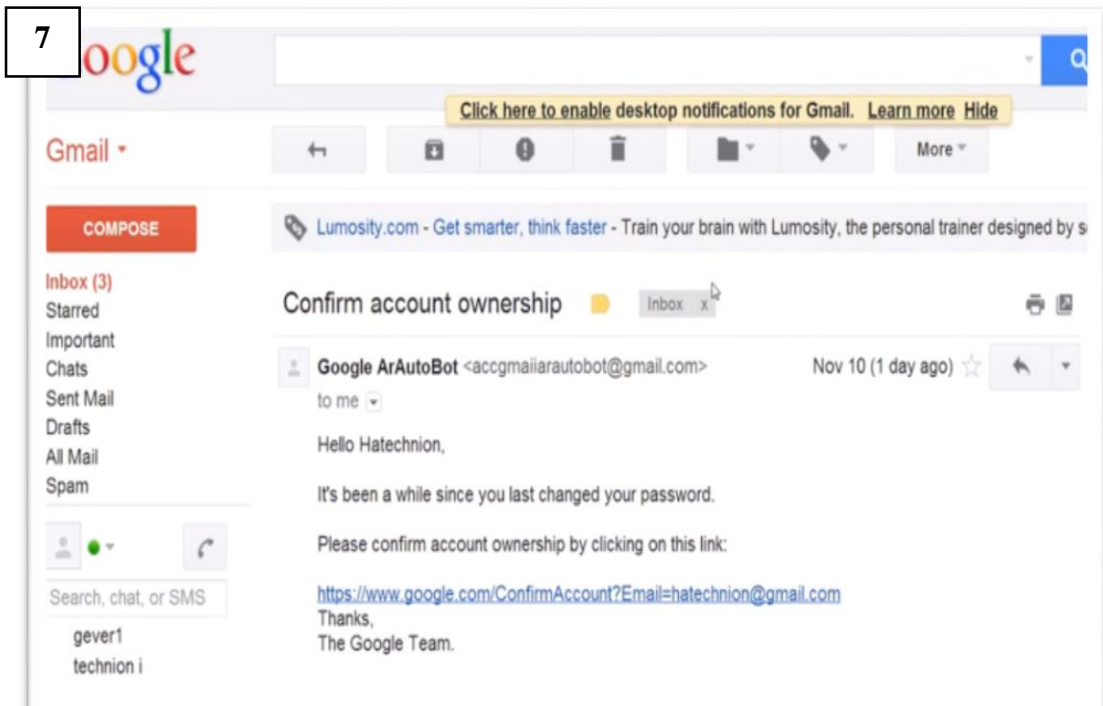 7
oogle
Click here to enable desktop notifications for Gmail. Learn more Hide
Gmail
More
COMPOSE
Lumosity.com - Get smarter, think faster - Train your brain with Lumosity, the personal trainer designed by s
Inbox (3)
Starred
Important
Chats
Sent Mail
Drafts
All Mail
Spam
Search, chat, or SMS
gever1
technion i
Confirm account ownership
Inbox x
Google ArAutoBot <accgmaiiarautobot@gmail.com>
Nov 10 (1 day ago)
to me
Hello Hatechnion,
It's been a while since you last changed your password.
Please confirm account ownership by clicking on this link:
https://www.google.com/ConfirmAccount?Email=hatechnion@gmail.com
Thanks,
The Google Team.